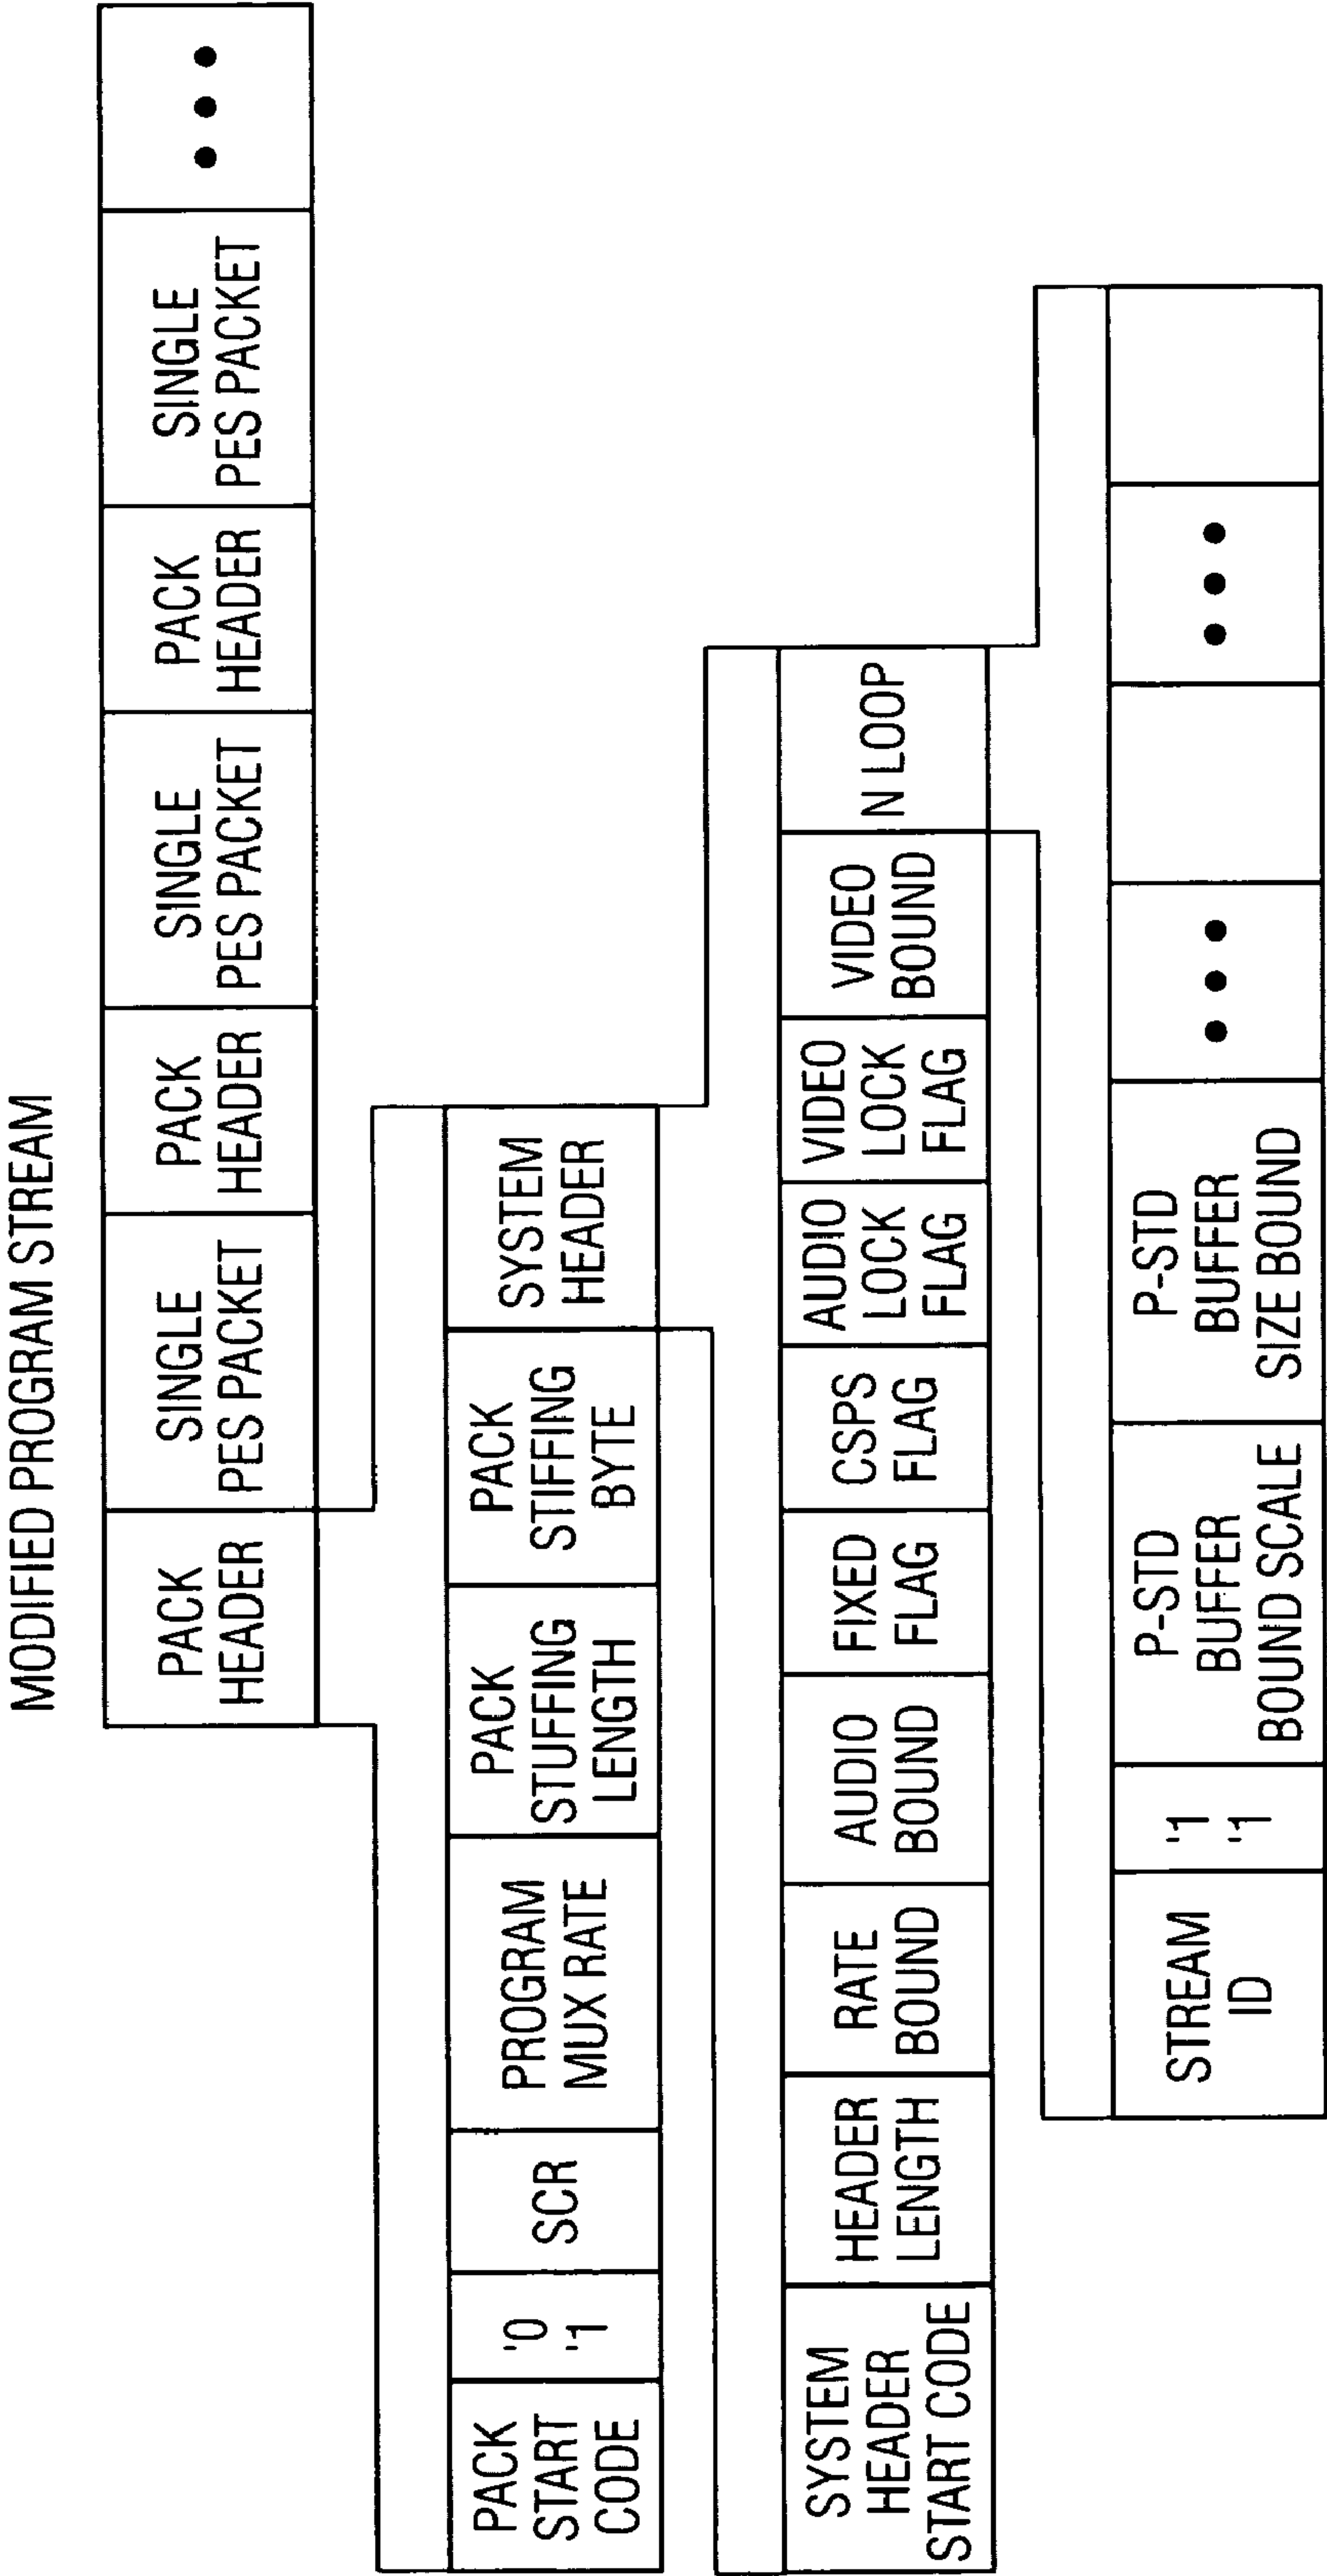 MODIFIED PROGRAM STREAM
PACK
HEADER
SINGLE
PES PACKET
PACK
HEADER
SINGLE
PES PACKET
PACK
HEADER
SINGLE
PES PACKET
• • •
PACK
START
CODE
'0
'1
SCR
PROGRAM
MUX RATE
PACK
STUFFING
LENGTH
PACK
STIFFING
BYTE
SYSTEM
HEADER
SYSTEM
HEADER
START CODE
HEADER
LENGTH
RATE
BOUND
AUDIO
BOUND
FIXED
FLAG
CSPS
FLAG
AUDIO
LOCK
FLAG
VIDEO
LOCK
FLAG
VIDEO
BOUND
N LOOP
STREAM
ID
'1
'1
P-STD
BUFFER
BOUND SCALE
P-STD
BUFFER
SIZE BOUND
• • •
• • •